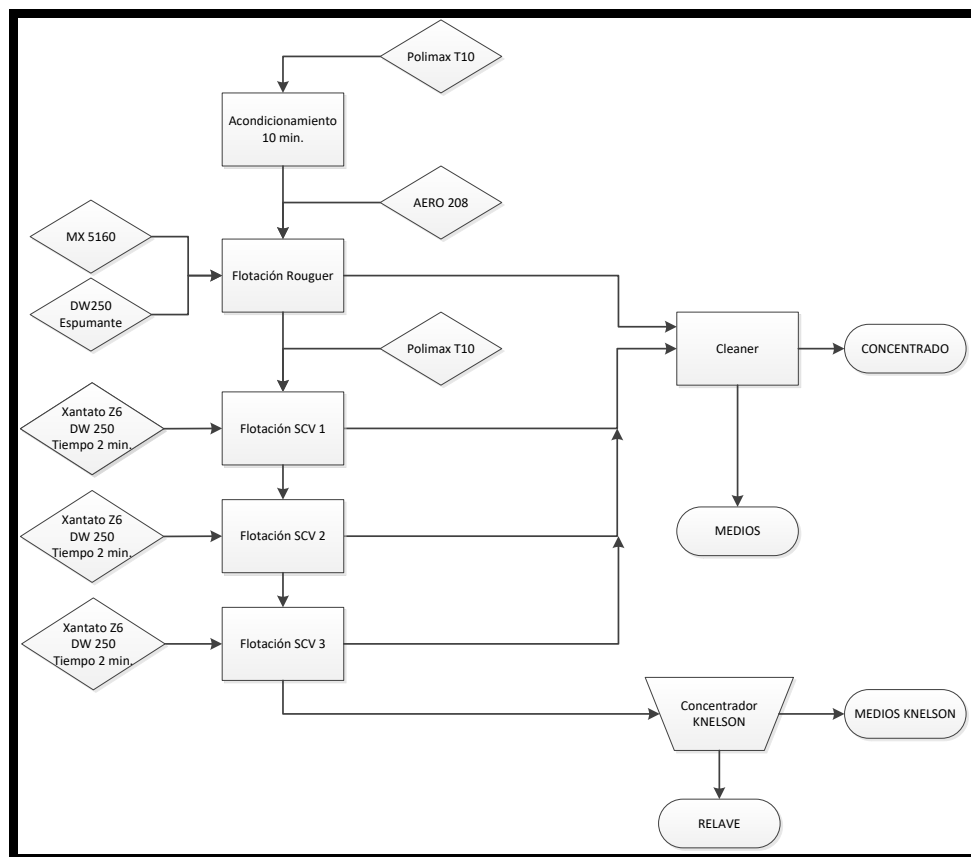 Polimax T10
Acondicionamiento
10 min.
AERO 208
MX 5160
Flotación Rouguer
DW250
Espumante
Cleaner
CONCENTRADO
Polimax T10
Xantato Z6
DW 250
Tiempo 2 min.
Flotación SCV 1
Xantato Z6
DW 250
Tiempo 2 min.
Flotación SCV 2
MEDIOS
Xantato Z6
DW 250
Tiempo 2 min.
Flotación SCV 3
Concentrador
KNELSON
MEDIOS KNELSON
RELAVE